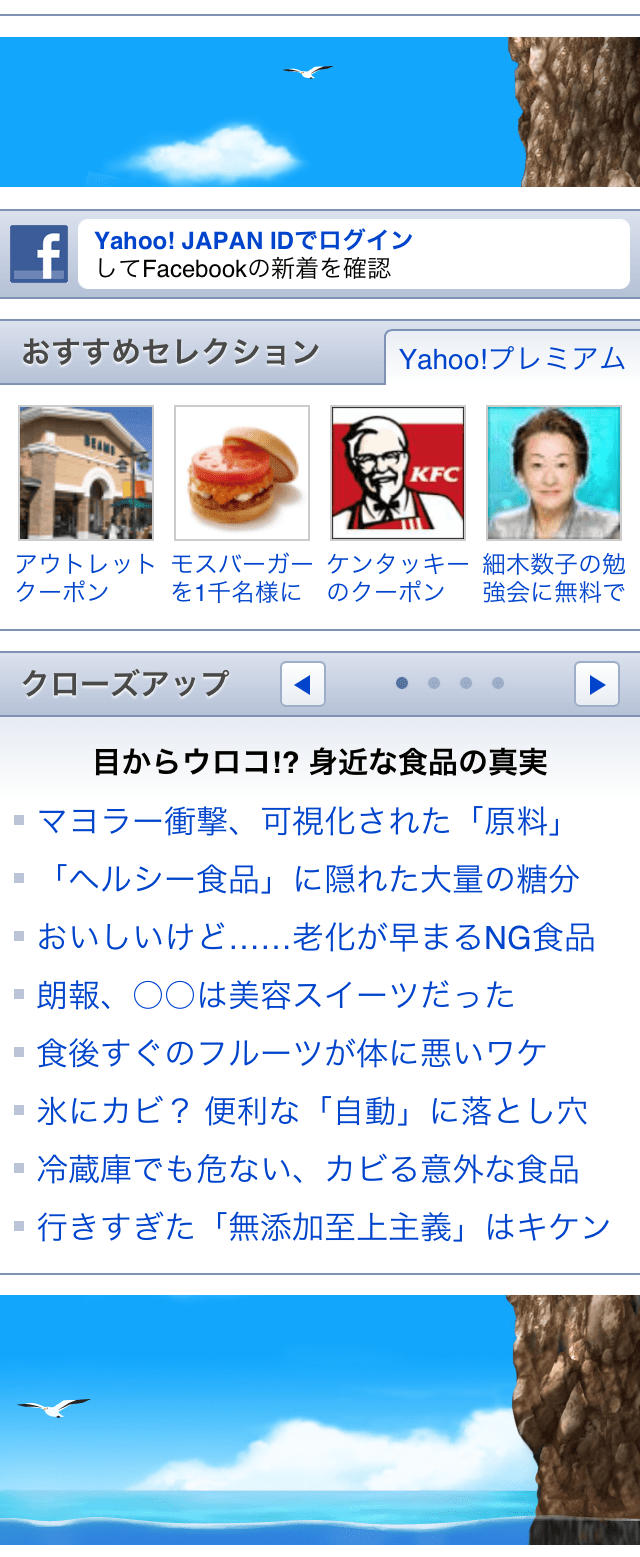 Yahoo! JAPAN IDでログイン
してFacebookの新着を確認
おすすめセレクション
Yahoo!プレミアム
BEAMS
KFC
アウトレット
クーポン
モスバーガー
を1千名様に
ケンタッキー
のクーポン
細木数子の勉
強会に無料で
クローズアップ
目からウロコ!? 身近な食品の真実
マヨラー衝撃、可視化された「原料」
「ヘルシー食品」に隠れた大量の糖分
おいしいけど……老化が早まるNG食品
朗報、○○は美容スイーツだった
食後すぐのフルーツが体に悪いワケ
氷にカビ？ 便利な「自動」に落とし穴
冷蔵庫でも危ない、カビる意外な食品
行きすぎた「無添加至上主義」はキケン